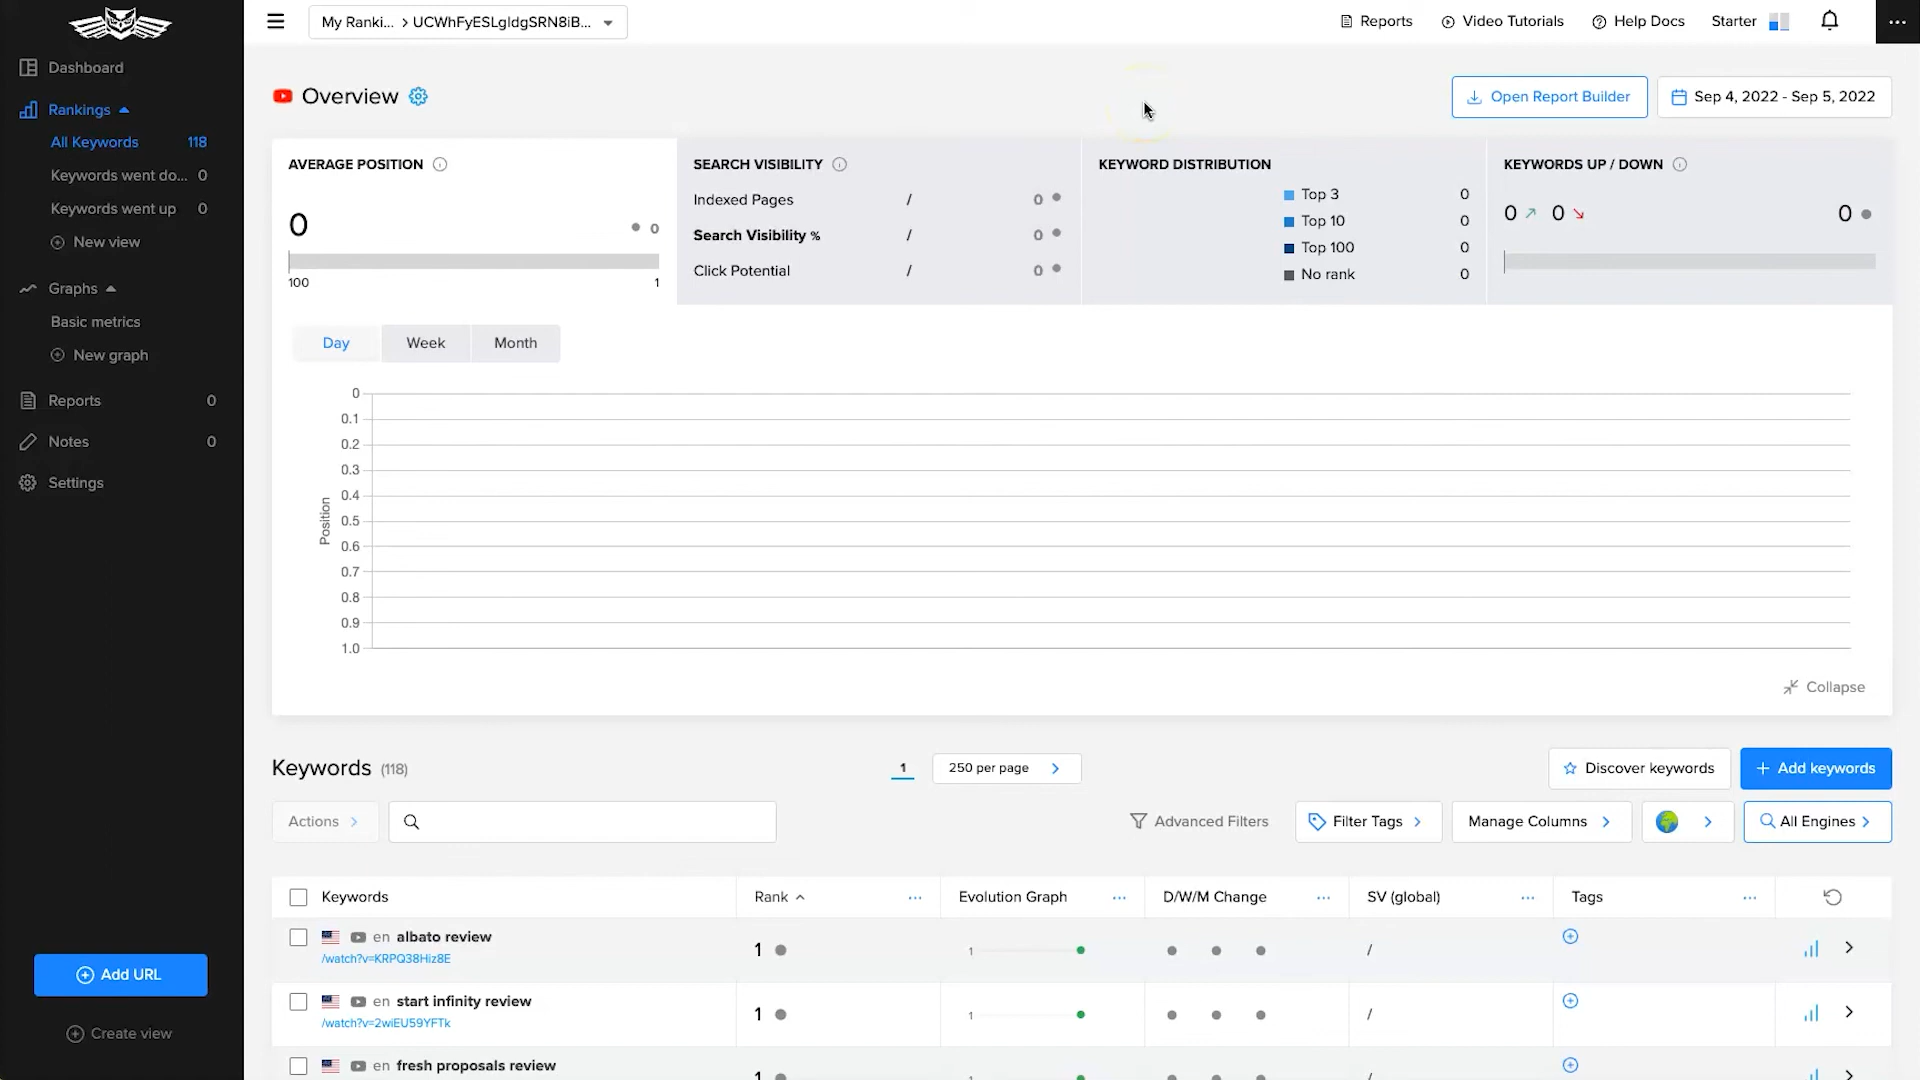 My Ranki... > UCWhFyESLgldgSRN8iB...
Reports
Video Tutorials
Help Docs
Starter
Dashboard
Rankings
All Keywords 118
Keywords went do... 0
Keywords went up 0
New view
Graphs
Basic metrics
New graph
Reports 0
Notes 0
Settings
Add URL
Create view
Overview
Open Report Builder
Sep 4, 2022 - Sep 5, 2022
AVERAGE POSITION
0
0
100 1
SEARCH VISIBILITY
Indexed Pages / 0
Search Visibility % / 0
Click Potential / 0
KEYWORD DISTRIBUTION
Top 3 0
Top 10 0
Top 100 0
No rank 0
KEYWORDS UP / DOWN
0 0 0
Day Week Month
Position
0
0.1
0.2
0.3
0.4
0.5
0.6
0.7
0.8
0.9
1.0
Collapse
Keywords (118)
1
250 per page
Discover keywords
+ Add keywords
Actions
Advanced Filters
Filter Tags
Manage Columns
All Engines
Keywords Rank ... Evolution Graph ... D/W/M Change ... SV (global) ... Tags ...
en albato review
/watch?v=KRPQ38Hiz8E
1 1 /
en start infinity review
/watch?v=2wiEU59YFTk
1 1 /
en fresh proposals review
1 1 /